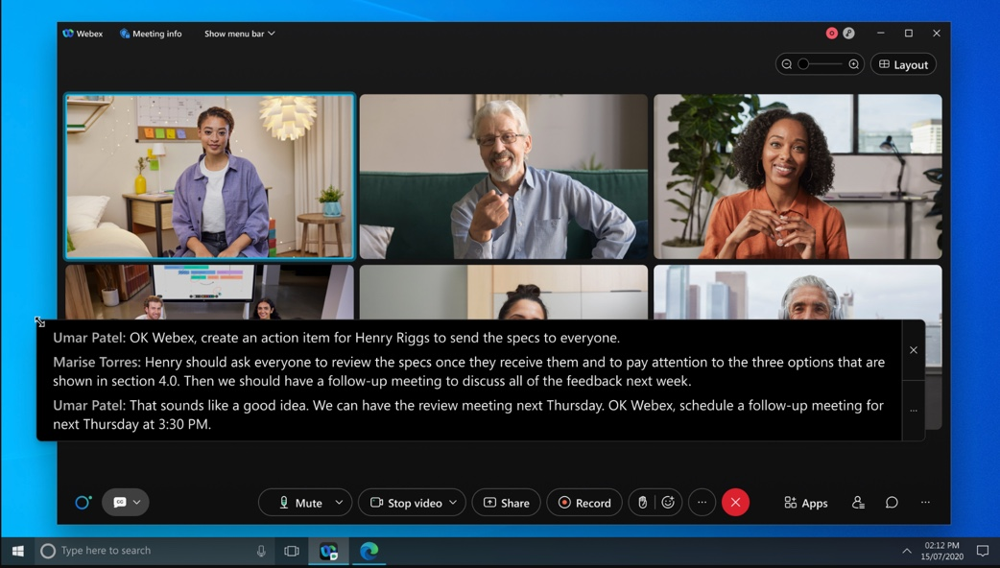 Webex
Meeting info
Show menu bar
Layout
Umar Patel: OK Webex, create an action item for Henry Riggs to send the specs to everyone.
Marise Torres: Henry should ask everyone to review the specs once they receive them and to pay attention to the three options that are
shown in section 4.0. Then we should have a follow-up meeting to discuss all of the feedback next week.
Umar Patel: That sounds like a good idea. We can have the review meeting next Thursday. OK Webex, schedule a follow-up meeting for
next Thursday at 3:30 PM.
CC
Mute
Stop video
Share
Record
Apps
Type here to search
02:12 PM
15/07/2020